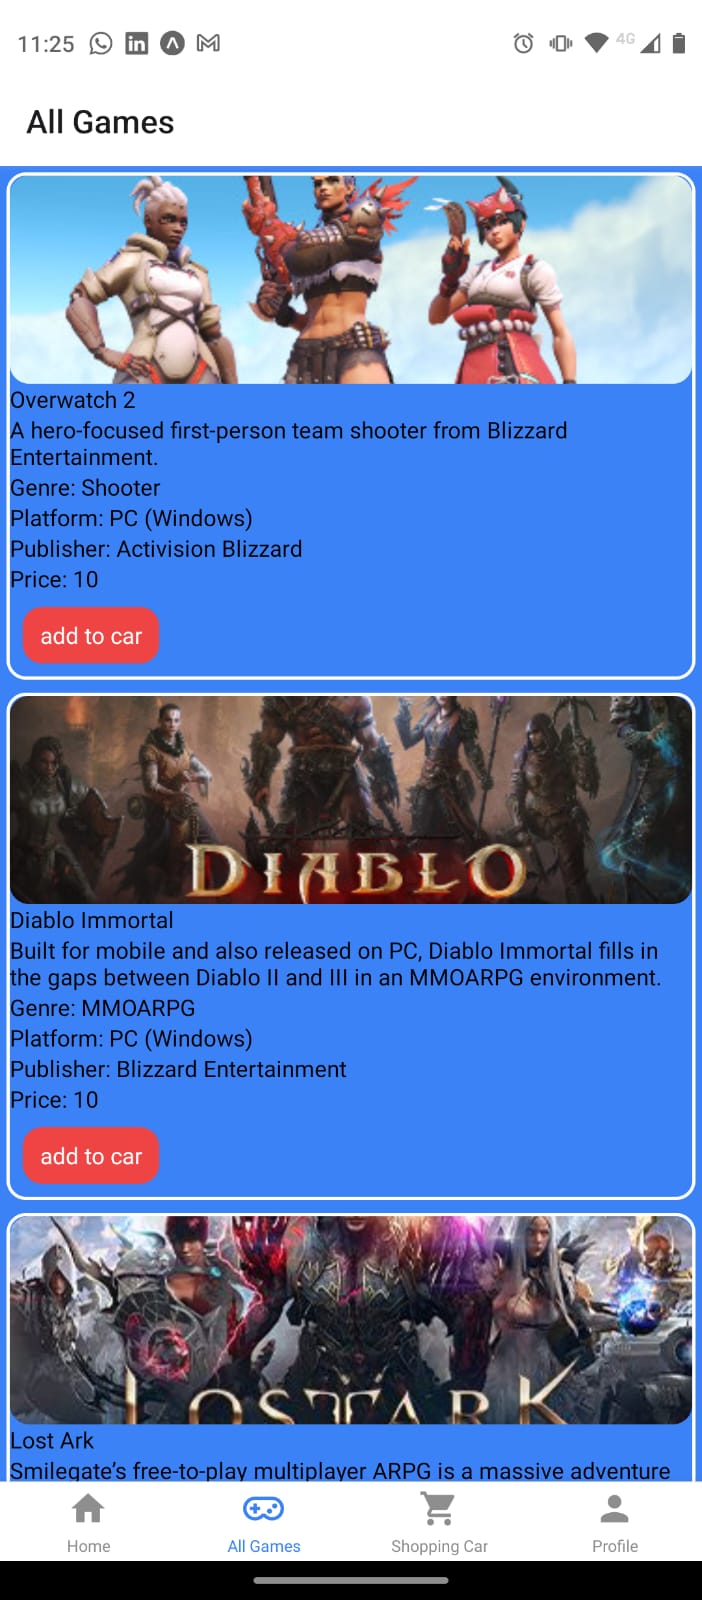 11:25
4G
All Games
Overwatch 2
A hero-focused first-person team shooter from Blizzard
Entertainment.
Genre: Shooter
Platform: PC (Windows)
Publisher: Activision Blizzard
Price: 10
add to car
DIABLO
Diablo Immortal
Built for mobile and also released on PC, Diablo Immortal fills in
the gaps between Diablo II and III in an MMOARPG environment.
Genre: MMOARPG
Platform: PC (Windows)
Publisher: Blizzard Entertainment
Price: 10
add to car
LOST ARK
Lost Ark
Smilegate’s free-to-play multiplayer ARPG is a massive adventure
Home
All Games
Shopping Car
Profile